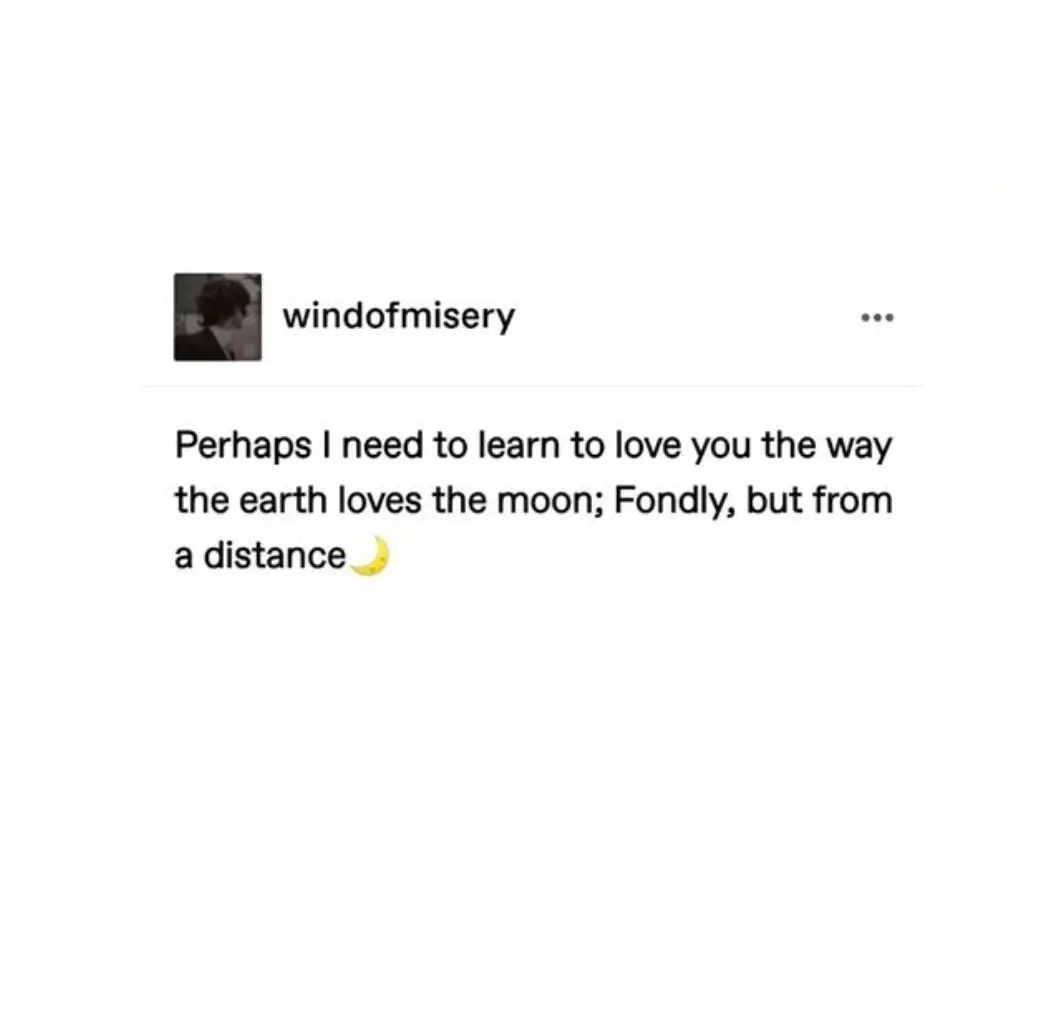 windofmisery
Perhaps I need to learn to love you the way
the earth loves the moon; Fondly, but from
a distance🌙